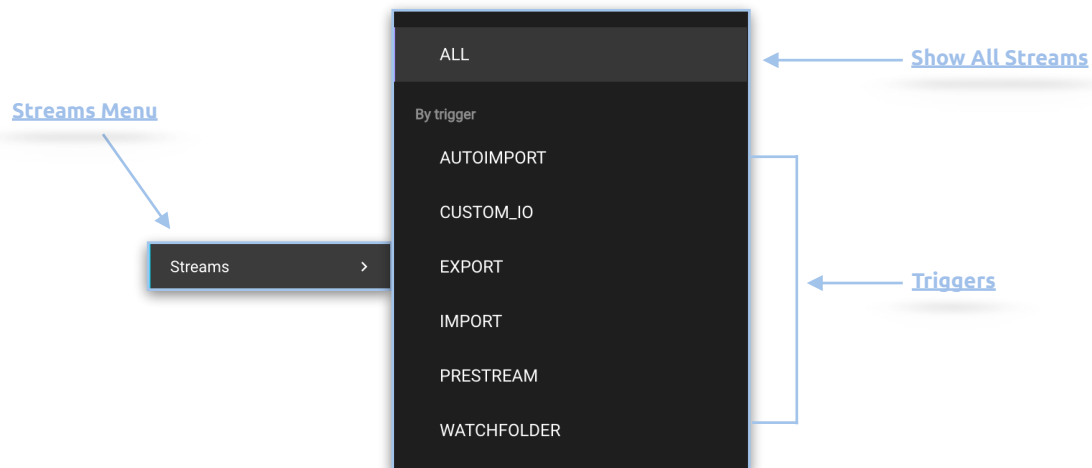 ALL
Show All Streams
Streams Menu
By trigger
AUTOIMPORT
CUSTOM_IO
Streams
EXPORT
Triggers
IMPORT
PRESTREAM
WATCHFOLDER